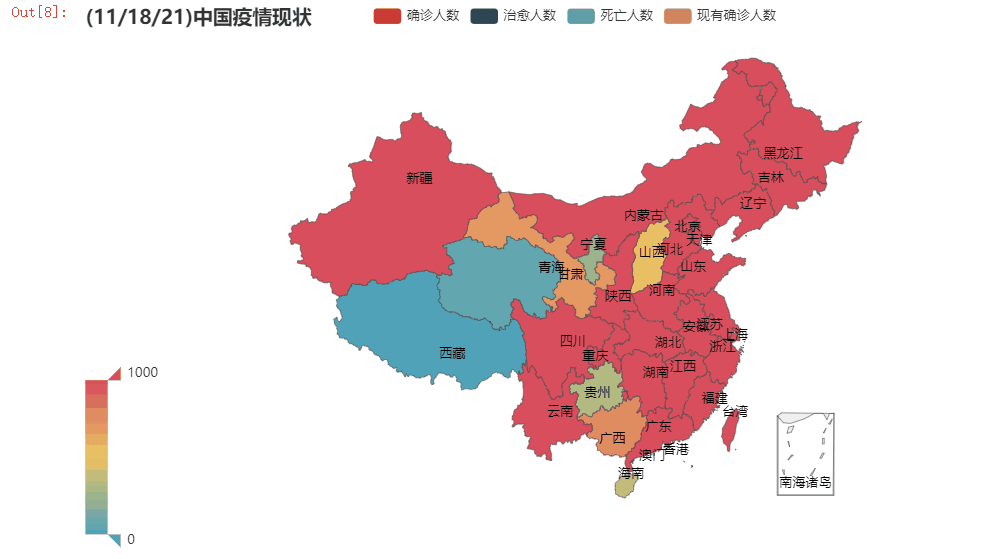 Out[8]:
(11/18/21)中国疫情现状
确诊人数
治愈人数
死亡人数
现有确诊人数
黑龙江
吉林
新疆
辽宁
内蒙古
北京
天津
宁夏
山西
河北
青海
甘肃
山东
陕西
河南
安徽
江苏
上海
四川
湖北
浙江
西藏
重庆
湖南
江西
1000
贵州
福建
云南
台湾
广东
广西
澳门
香港
海南
南海诸岛
0